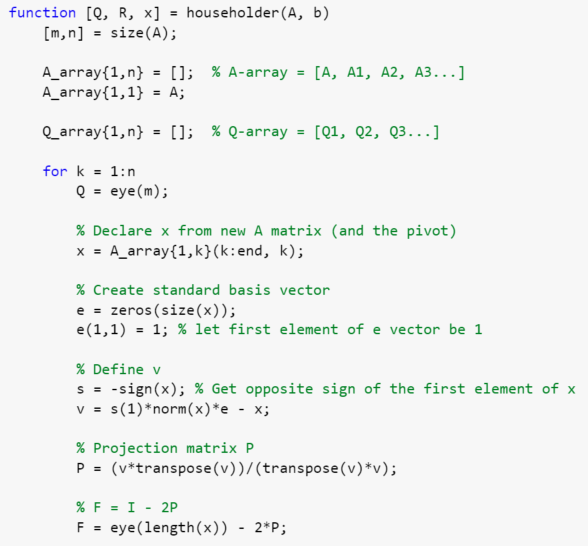 function [Q, R, x] = householder(A, b)
[m,n] = size(A);
A_array{1,n} = []; % A-array = [A, A1, A2, A3...]
A_array{1,1} = A;
Q_array{1,n} = []; % Q-array = [Q1, Q2, Q3...]
for k = 1:n
Q = eye(m);
% Declare x from new A matrix (and the pivot)
x = A_array{1,k}(k:end, k);
% Create standard basis vector
e = zeros(size(x));
e(1,1) = 1; % let first element of e vector be 1
% Define v
s = -sign(x); % Get opposite sign of the first element of x
v = s(1)*norm(x)*e - x;
% Projection matrix P
P = (v*transpose(v))/(transpose(v)*v);
% F = I - 2P
F = eye(length(x)) - 2*P;